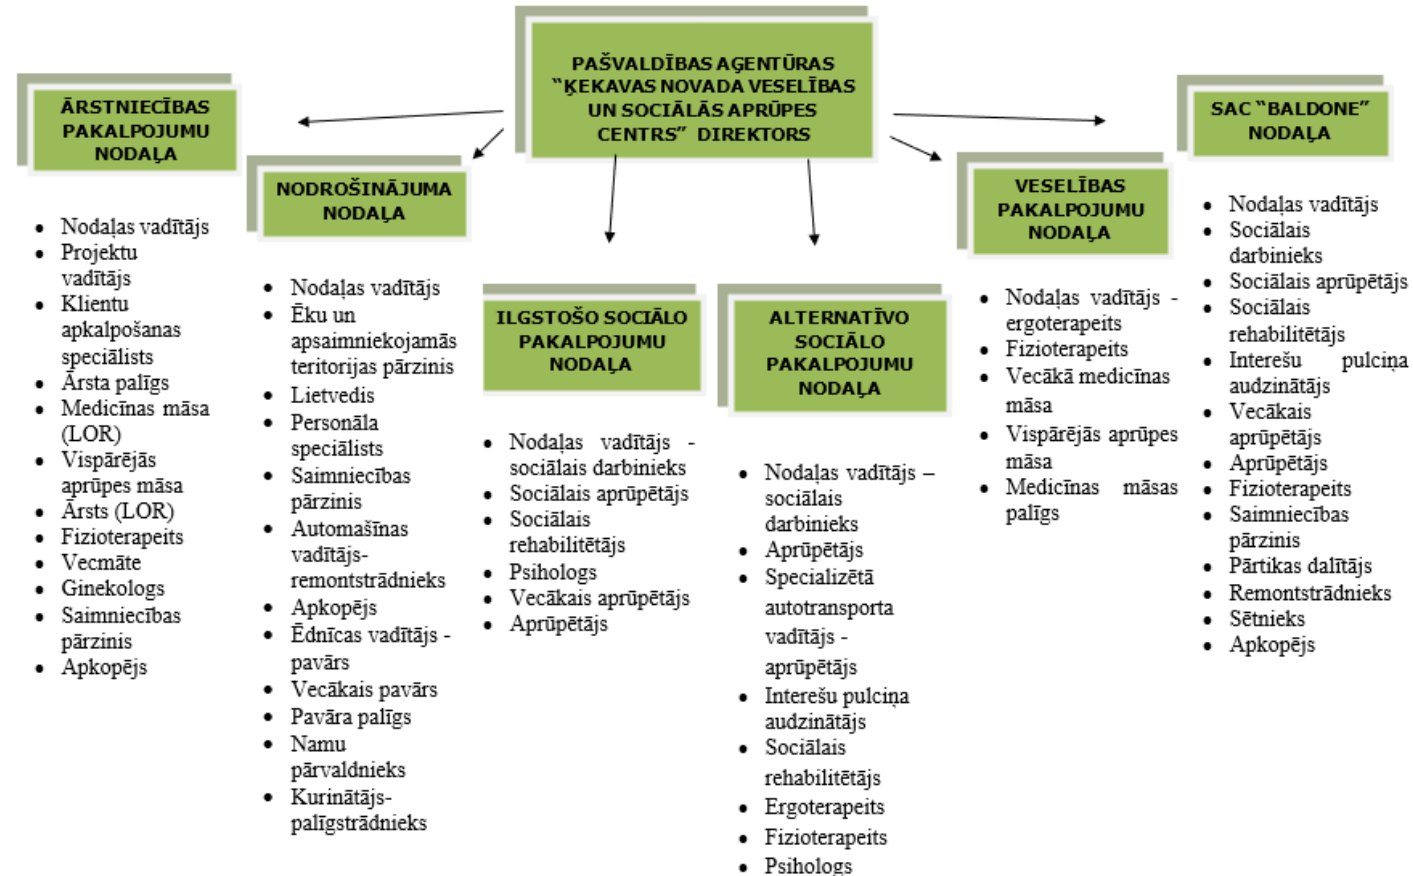 PAŠVALDĪBAS AĢENTŪRAS
“ĶEKAVAS NOVADA VESELĪBAS
UN SOCIĀLĀS APRŪPES
CENTRS” DIREKTORS
ĀRSTNIECĪBAS
PAKALPOJUMU
NODAĻA
• Nodaļas vadītājs
• Projektu
vadītājs
• Klientu
apkalpošanas
speciālists
• Ārsta palīgs
• Medicīnas māsa
(LOR)
• Vispārējās
aprūpes māsa
• Ārsts (LOR)
• Fizioterapeits
• Vecmāte
• Ginekologs
• Saimniecības
pārzinis
• Apkopējs
NODROŠINĀJUMA
NODAĻA
• Nodaļas vadītājs
• Ēku un
apsaimniekojamās
teritorijas pārzinis
• Lietvedis
• Personāla
speciālists
• Saimniecības
pārzinis
• Automašīnas
vadītājs-
remontstrādnieks
• Apkopējs
• Ēdnīcas vadītājs -
pavārs
• Vecākais pavārs
• Pavāra palīgs
• Namu
pārvaldnieks
• Kurinātājs-
palīgstrādnieks
ILGSTOŠO SOCIĀLO
PAKALPOJUMU
NODAĻA
• Nodaļas vadītājs -
sociālais darbinieks
• Sociālais aprūpētājs
• Sociālais
rehabilitētājs
• Psihologs
• Vecākais aprūpētājs
• Aprūpētājs
ALTERNATĪVO
SOCIĀLO
PAKALPOJUMU
NODAĻA
• Nodaļas vadītājs –
sociālais
darbinieks
• Aprūpētājs
• Specializētā
autotransporta
vadītājs -
aprūpētājs
• Interešu pulciņa
audzinātājs
• Sociālais
rehabilitētājs
• Ergoterapeits
• Fizioterapeits
• Psihologs
VESELĪBAS
PAKALPOJUMU
NODAĻA
• Nodaļas vadītājs -
ergoterapeits
• Fizioterapeits
• Vecākā medicīnas
māsa
• Vispārējās aprūpes
māsa
• Medicīnas māsas
palīgs
SAC “BALDONE”
NODAĻA
• Nodaļas vadītājs
• Sociālais
darbinieks
• Sociālais aprūpētājs
• Sociālais
rehabilitētājs
• Interešu pulciņa
audzinātājs
• Vecākais
aprūpētājs
• Aprūpētājs
• Fizioterapeits
• Saimniecības
pārzinis
• Pārtikas dalītājs
• Remontstrādnieks
• Sētnieks
• Apkopējs